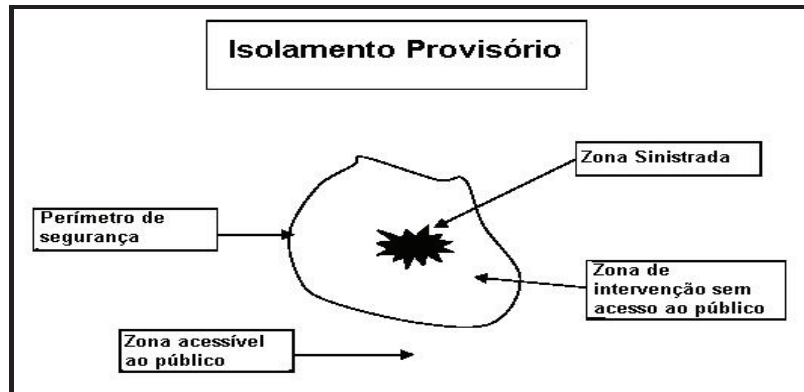 Isolamento Provisório
Zona Sinistrada
Perímetro de
segurança
Zona de
intervenção sem
acesso ao público
Zona acessível
ao público